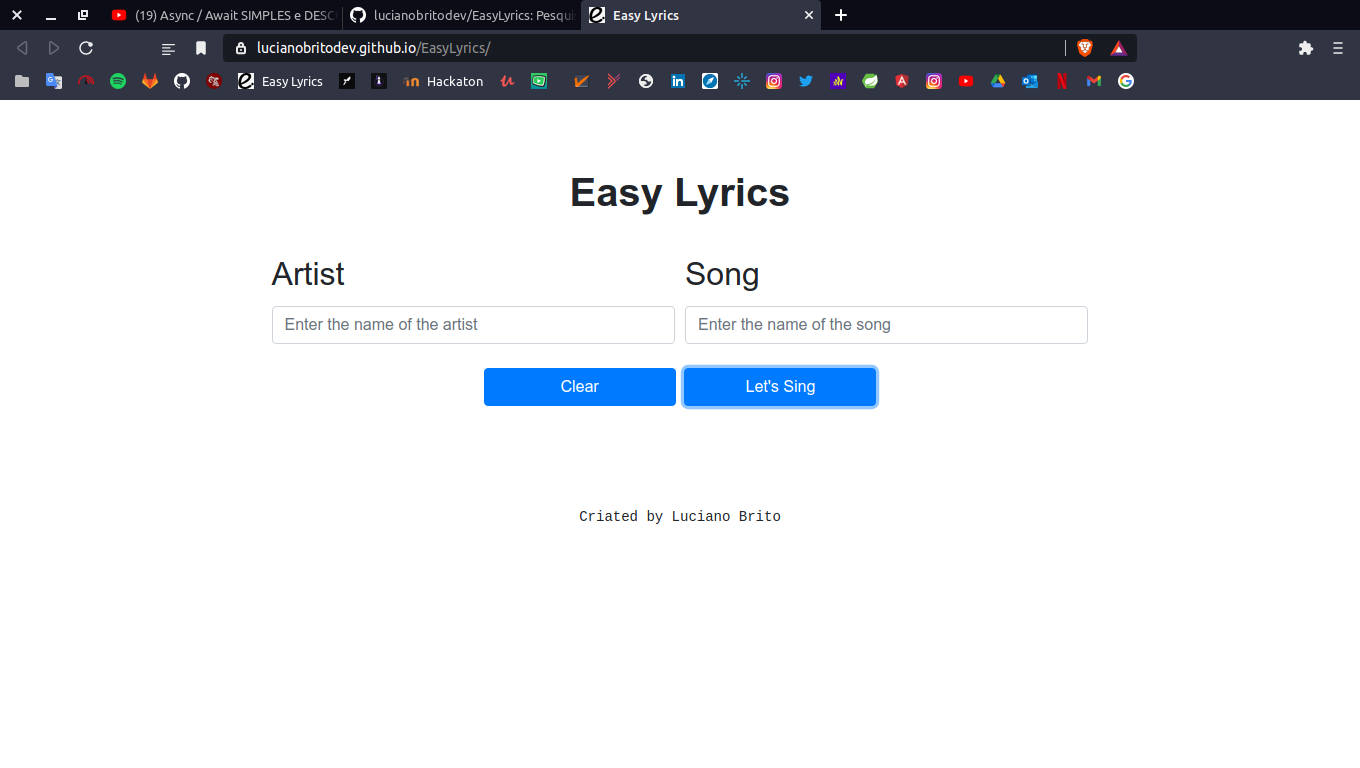 (19) Async / Await SIMPLES e DESC
lucianobritodev/EasyLyrics: Pesqui
Easy Lyrics
lucianobritodev.github.io/EasyLyrics/
Easy Lyrics
Hackaton
Easy Lyrics
Artist
Song
Enter the name of the artist
Enter the name of the song
Clear
Let's Sing
Criated by Luciano Brito